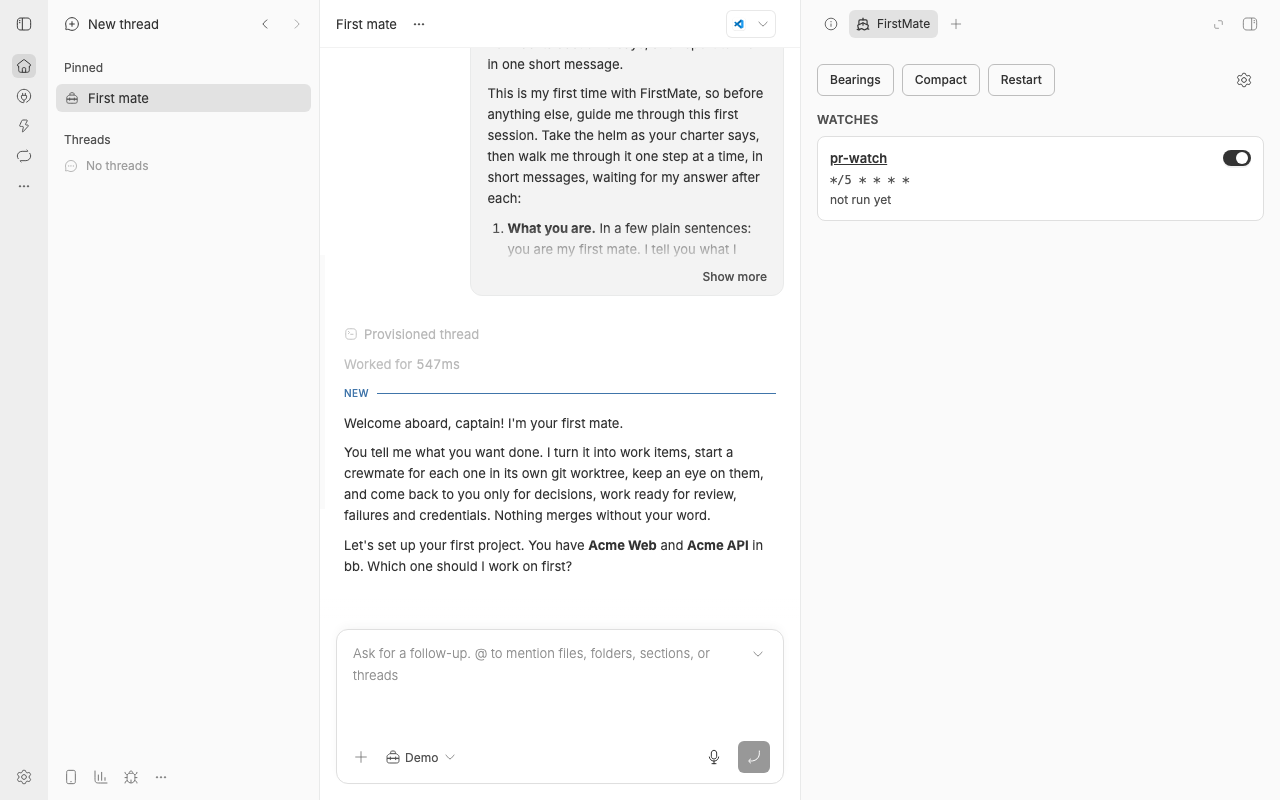 New thread
Pinned
First mate
Threads
No threads
First mate
in one short message.
This is my first time with FirstMate, so before
anything else, guide me through this first
session. Take the helm as your charter says,
then walk me through it one step at a time, in
short messages, waiting for my answer after
each:
1. What you are. In a few plain sentences:
you are my first mate. I tell you what I
Show more
Provisioned thread
Worked for 547ms
NEW
Welcome aboard, captain! I'm your first mate.
You tell me what you want done. I turn it into work items, start a
crewmate for each one in its own git worktree, keep an eye on them,
and come back to you only for decisions, work ready for review,
failures and credentials. Nothing merges without your word.
Let's set up your first project. You have Acme Web and Acme API in
bb. Which one should I work on first?
Ask for a follow-up. @ to mention files, folders, sections, or
threads
Demo
FirstMate
Bearings
Compact
Restart
WATCHES
pr-watch
*/5 * * * *
not run yet